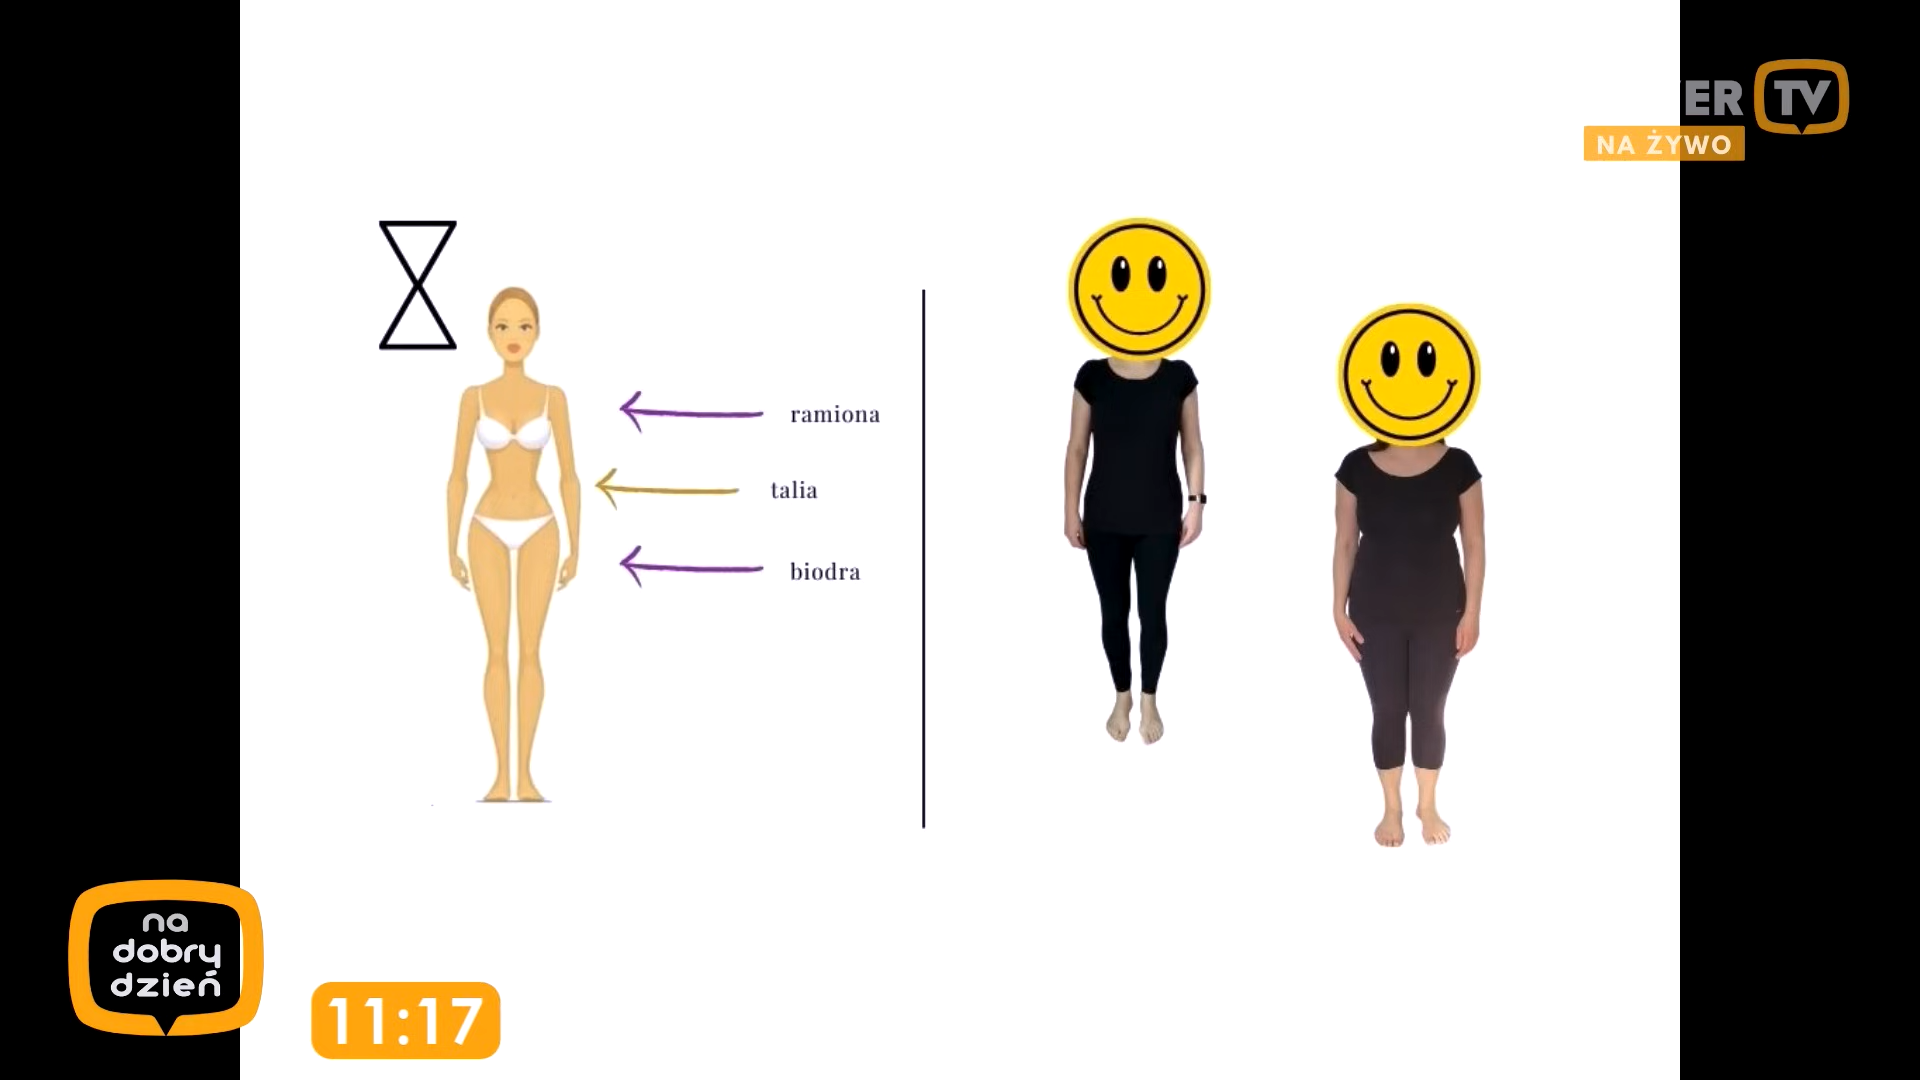 ER TV
NA ŻYWO
ramiona
talia
biodra
na
dobry
dzień
11:17